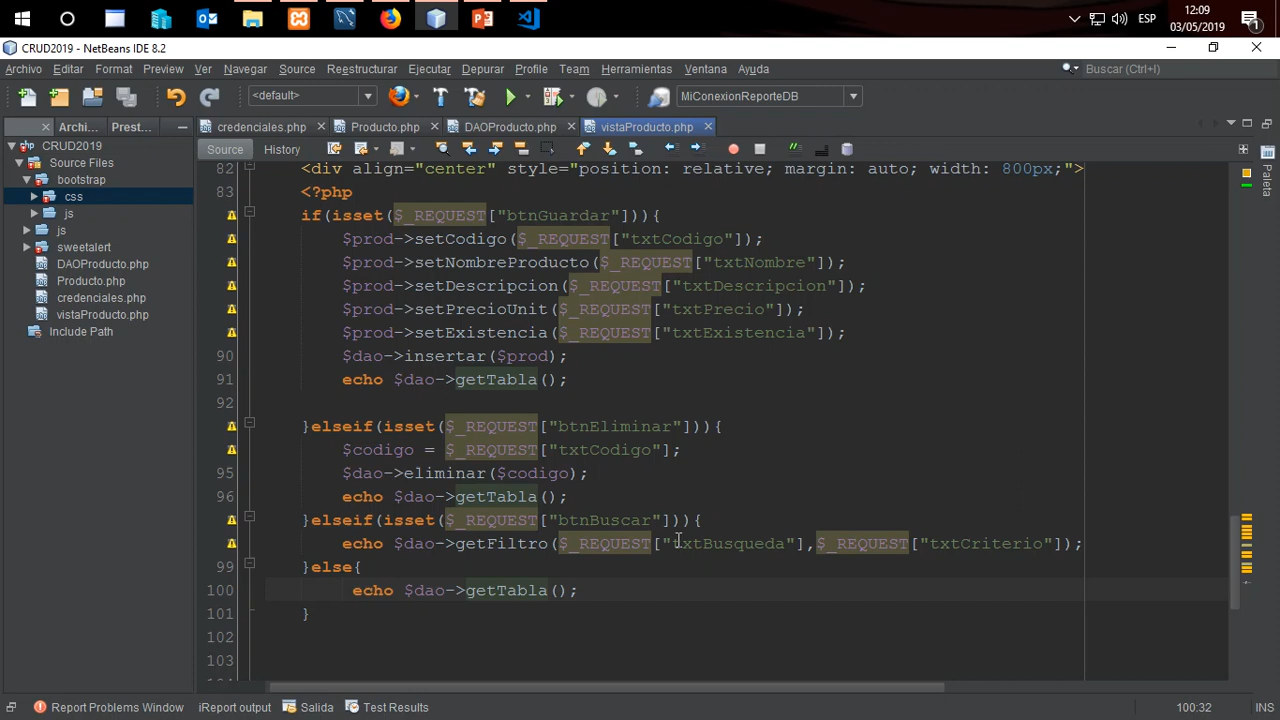 12:09
ESP
03/05/2019
1
CRUD2019 - NetBeans IDE 8.2
Archivo Editar Format Preview Ver Navegar Source Reestructurar Ejecutar Depurar Profile Team Herramientas Ventana Ayuda
Buscar (Ctrl+I)
<default>
MiConexionReporteDB
Archi... Prest...
credenciales.php
Producto.php
DAOProducto.php
vistaProducto.php
Source History
CRUD2019
Source Files
bootstrap
css
js
js
sweetalert
DAOProducto.php
Producto.php
credenciales.php
vistaProducto.php
Include Path
82 <div align="center" style="position: relative; margin: auto; width: 800px;">
83 <?php
if(isset($_REQUEST["btnGuardar"])){
$prod->setCodigo($_REQUEST["txtCodigo"]);
$prod->setNombreProducto($_REQUEST["txtNombre"]);
$prod->setDescripcion($_REQUEST["txtDescripcion"]);
$prod->setPrecioUnit($_REQUEST["txtPrecio"]);
$prod->setExistencia($_REQUEST["txtExistencia"]);
90 $dao->insertar($prod);
91 echo $dao->getTabla();
92
}elseif(isset($_REQUEST["btnEliminar"])){
$codigo = $_REQUEST["txtCodigo"];
95 $dao->eliminar($codigo);
96 echo $dao->getTabla();
}elseif(isset($_REQUEST["btnBuscar"])){
echo $dao->getFiltro($_REQUEST["txtBusqueda"],$_REQUEST["txtCriterio"]);
99 }else{
100 echo $dao->getTabla();
101 }
102
103
Paleta
Report Problems Window iReport output Salida Test Results
100:32
INS